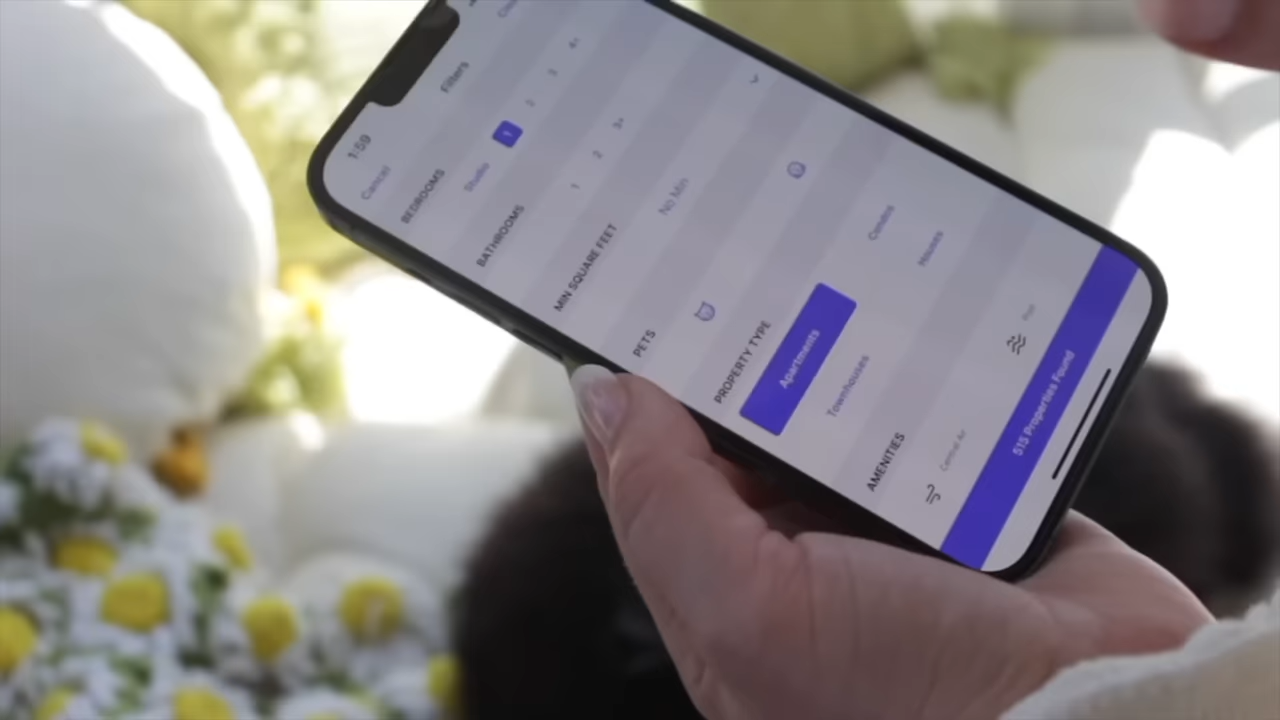 1:59
Cancel
Filters
BEDROOMS
Studio 1 2 3 4+
BATHROOMS
1 2 3+
MIN SQUARE FEET
No Min
PETS
PROPERTY TYPE
Apartments
Condos
Townhouses
Houses
AMENITIES
Central Air
Pool
515 Properties Found